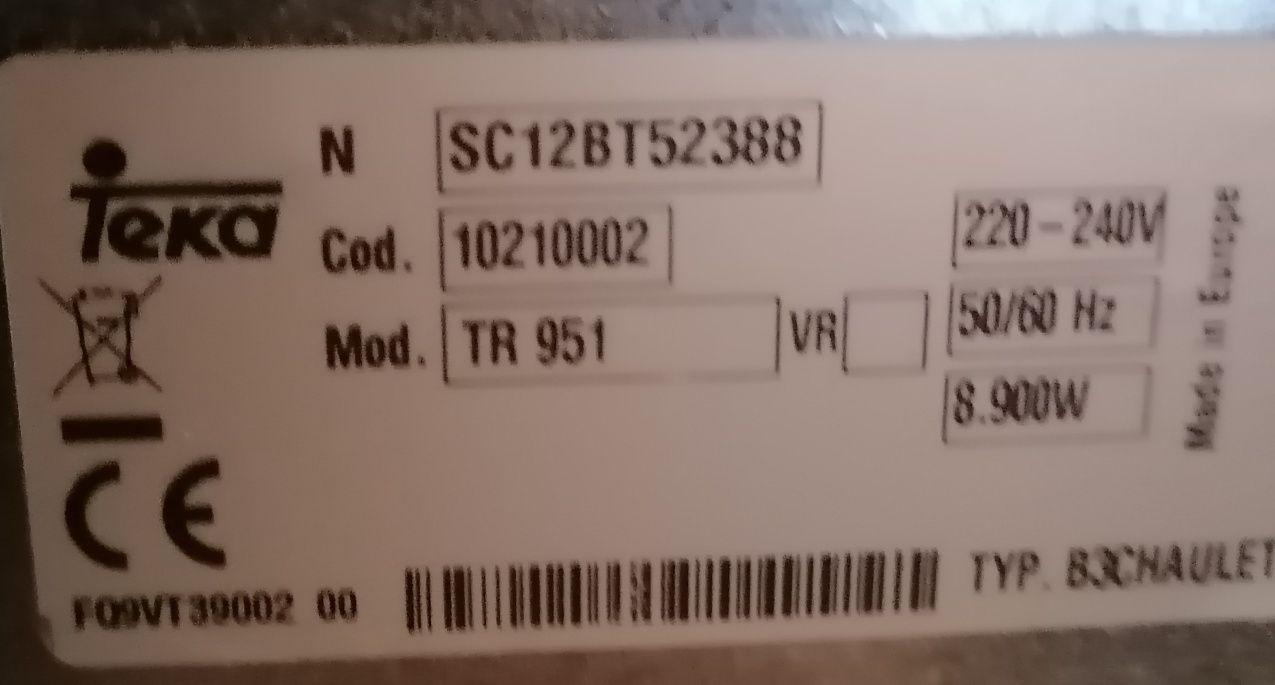 Teka
N SC12BT52388
Cod. 10210002
Mod. TR 951 VR
220-240V
50/60 Hz
8.900W
Made in Europe
CE
FQ9VT39002 00
TYP. B3CHAULET